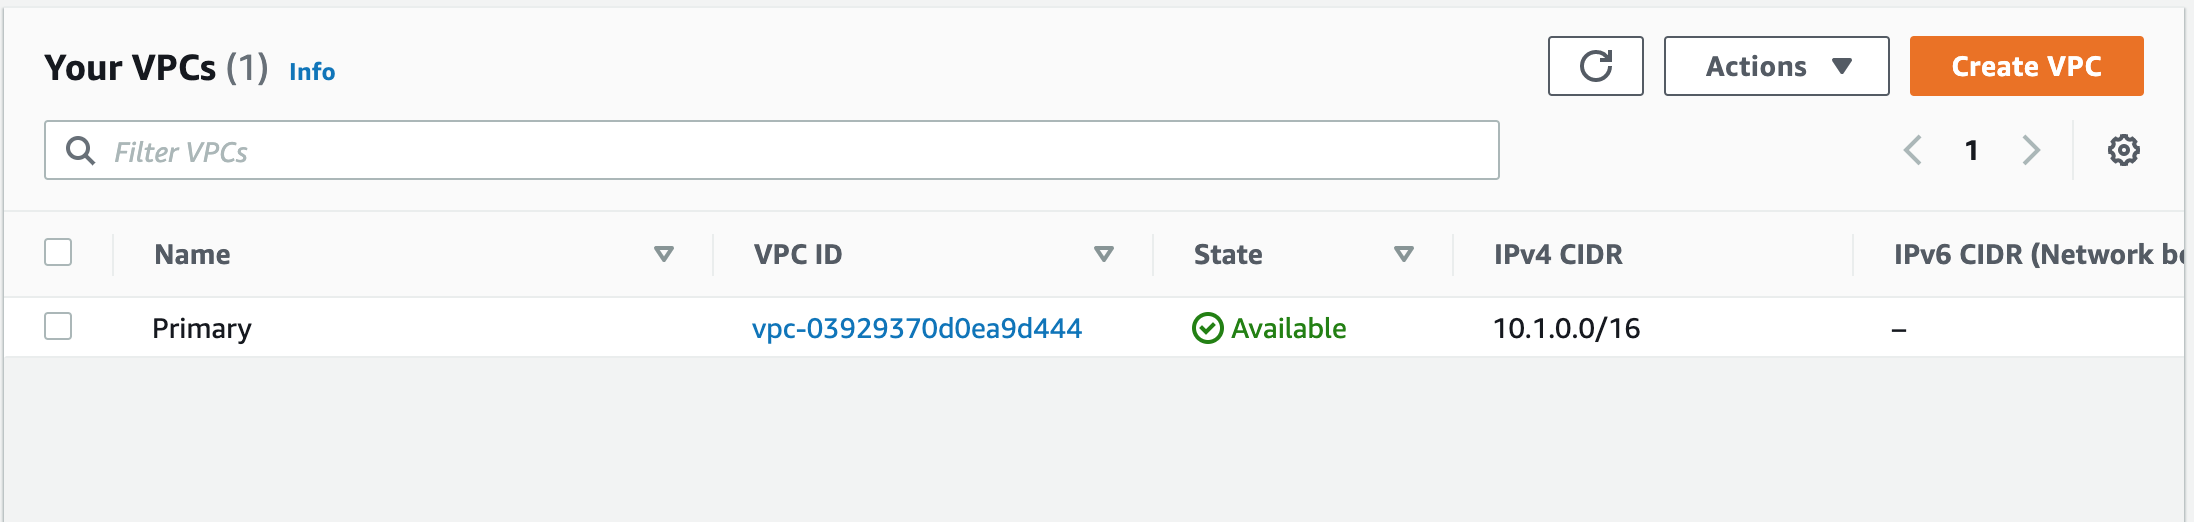 Your VPCs (1) Info
Actions
Create VPC
Filter VPCs
1
Name VPC ID State IPv4 CIDR IPv6 CIDR (Network
Primary vpc-03929370d0ea9d444 Available 10.1.0.0/16 –